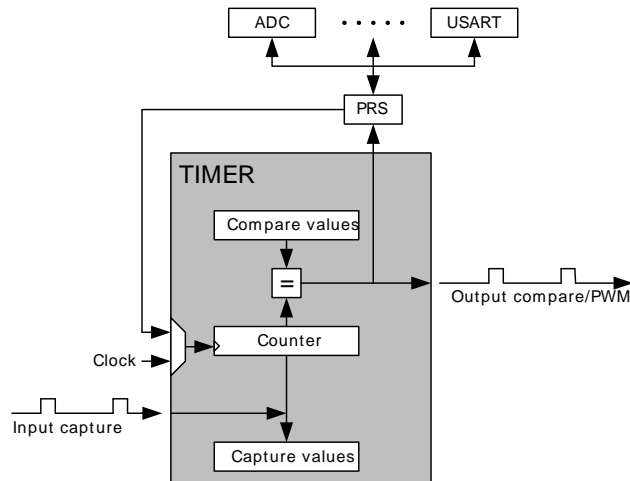 ADC
USART
PRS
TIMER
Compare values
=
Output compare/PWM
Counter
Clock
Input capture
Capture values